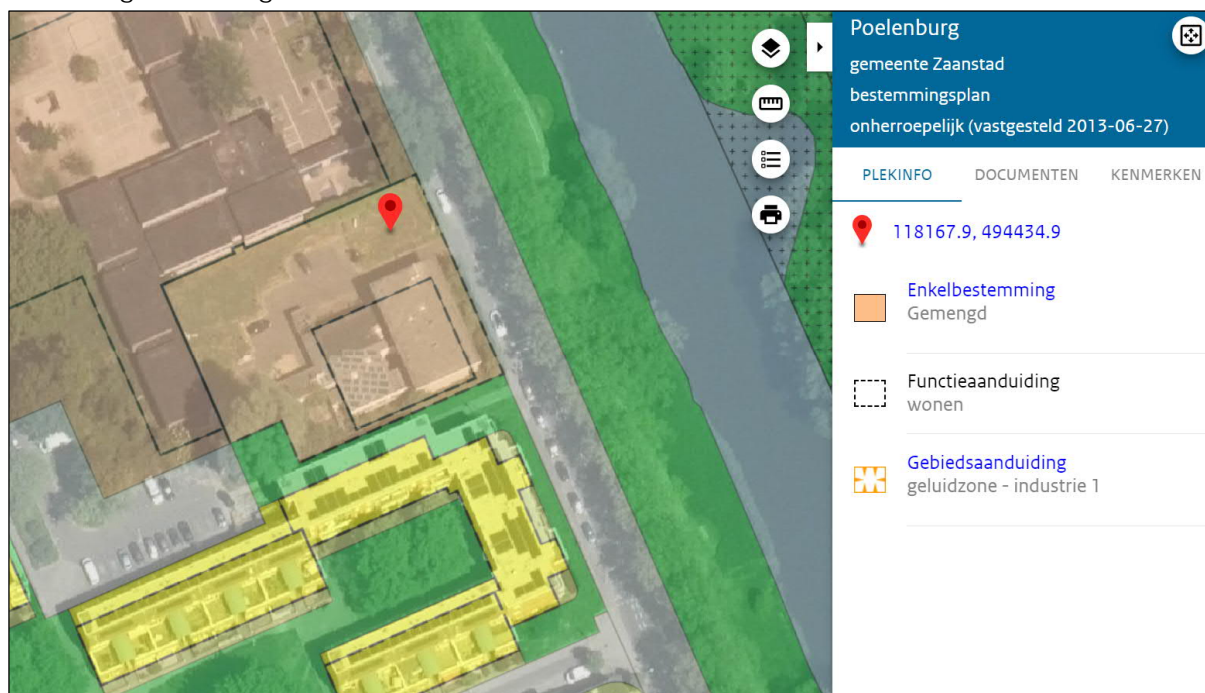 Poelenburg
gemeente Zaanstad
bestemmingsplan
onherroepelijk (vastgesteld 2013-06-27)
PLEKINFO DOCUMENTEN KENMERKEN
118167.9, 494434.9
Enkelbestemming
Gemengd
Functieaanduiding
wonen
Gebiedsaanduiding
geluidzone - industrie 1